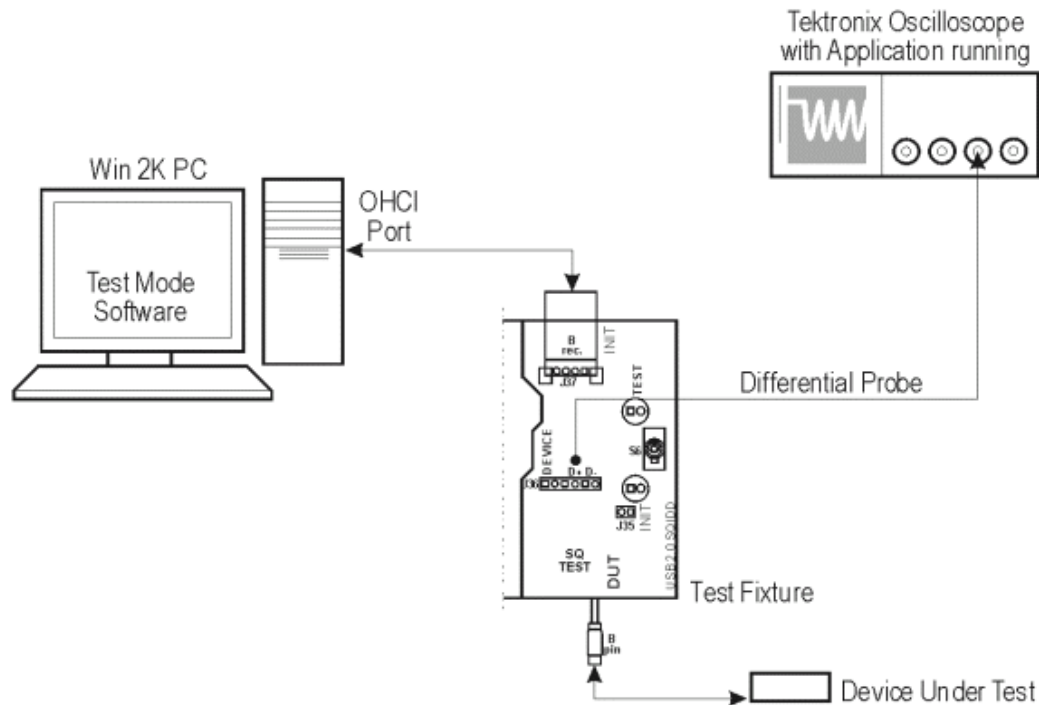 Tektronix Oscilloscope
with Application running
Win 2K PC
OHCI
Port
Test Mode
Software
B
rec.
INIT
J37
TEST
Differential Probe
DEVICE
S6
D+ D-
J36
J35
INIT
SQ
TEST
DUT
USB2.0 SQIDD
Test Fixture
B
pin
Device Under Test